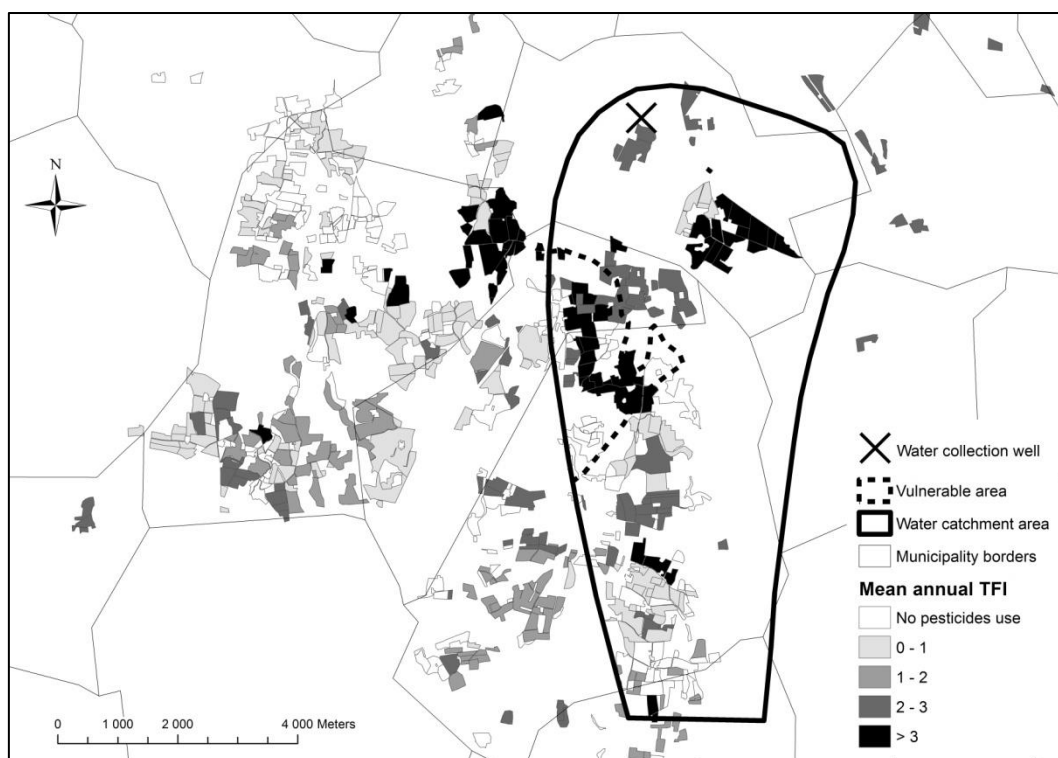 N
Water collection well
Vulnerable area
Water catchment area
Municipality borders
Mean annual TFI
No pesticides use
0 - 1
1 - 2
2 - 3
> 3
0 1 000 2 000 4 000 Meters